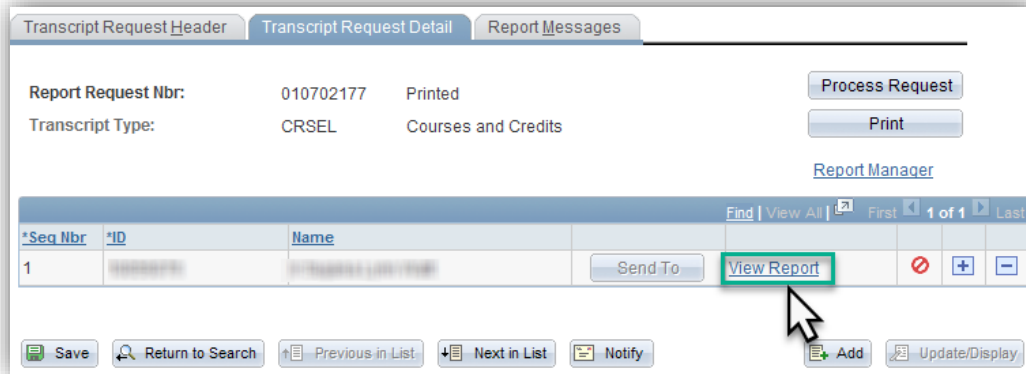 Transcript Request Header Transcript Request Detail Report Messages
Report Request Nbr: 010702177 Printed Process Request
Transcript Type: CRSEL Courses and Credits Print
Report Manager
Find | View All | First 1 of 1 Last
*Seq Nbr *ID Name
1 Send To View Report
Save Return to Search Previous in List Next in List Notify Add Update/Display